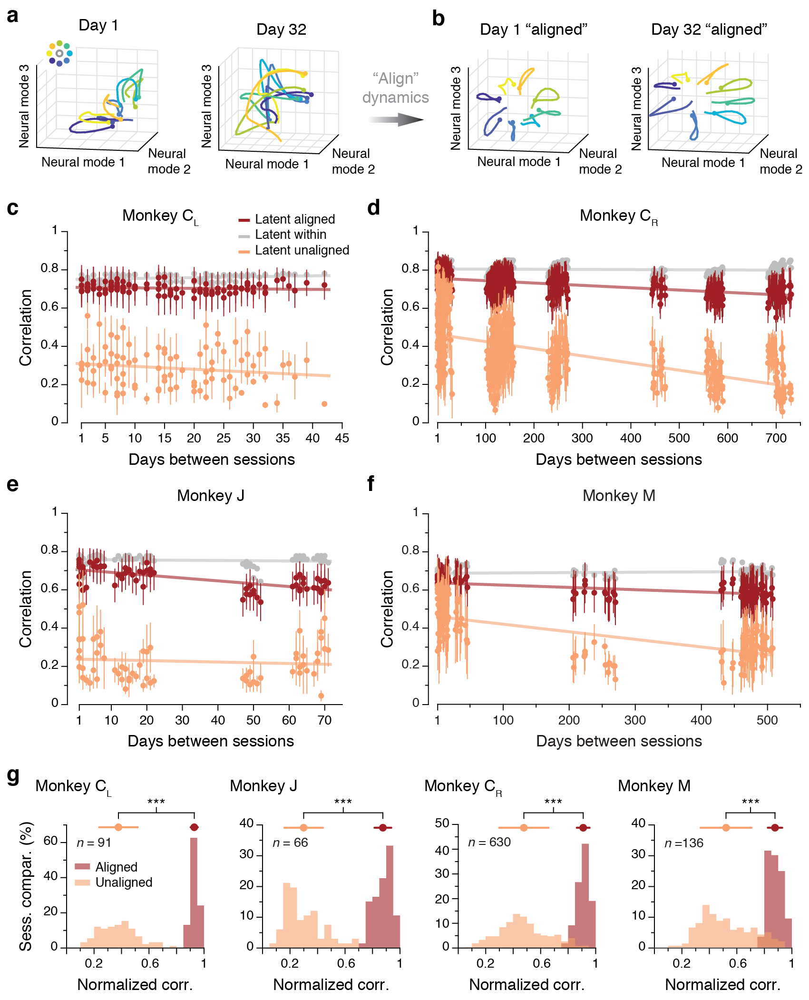 a
Day 1
Day 32
Neural mode 3
Neural mode 1
Neural
mode 2
Neural mode 3
Neural mode 1
Neural
mode 2
“Align”
dynamics
b
Day 1 “aligned”
Day 32 “aligned”
Neural mode 3
Neural mode 1
Neural
mode 2
Neural mode 3
Neural mode 1
Neural
mode 2
c
Monkey CL
Latent aligned
Latent within
Latent unaligned
Correlation
1
0.8
0.6
0.4
0.2
0
1 5 10 15 20 25 30 35 40 45
Days between sessions
d
Monkey CR
Correlation
1
0.8
0.6
0.4
0.2
0
1 100 200 300 400 500 600 700
Days between sessions
e
Monkey J
Correlation
1
0.8
0.6
0.4
0.2
0
1 10 20 30 40 50 60 70
Days between sessions
f
Monkey M
Correlation
1
0.8
0.6
0.4
0.2
0
1 100 200 300 400 500
Days between sessions
g
Monkey CL
***
Sess. compar. (%)
60
40
20
0
n = 91
Aligned
Unaligned
0.2 0.6 1
Normalized corr.
Monkey J
***
40
30
20
10
0
n = 66
0.2 0.6 1
Normalized corr.
Monkey CR
***
50
40
30
20
10
0
n = 630
0.2 0.6 1
Normalized corr.
Monkey M
***
40
30
20
10
0
n =136
0.2 0.6 1
Normalized corr.